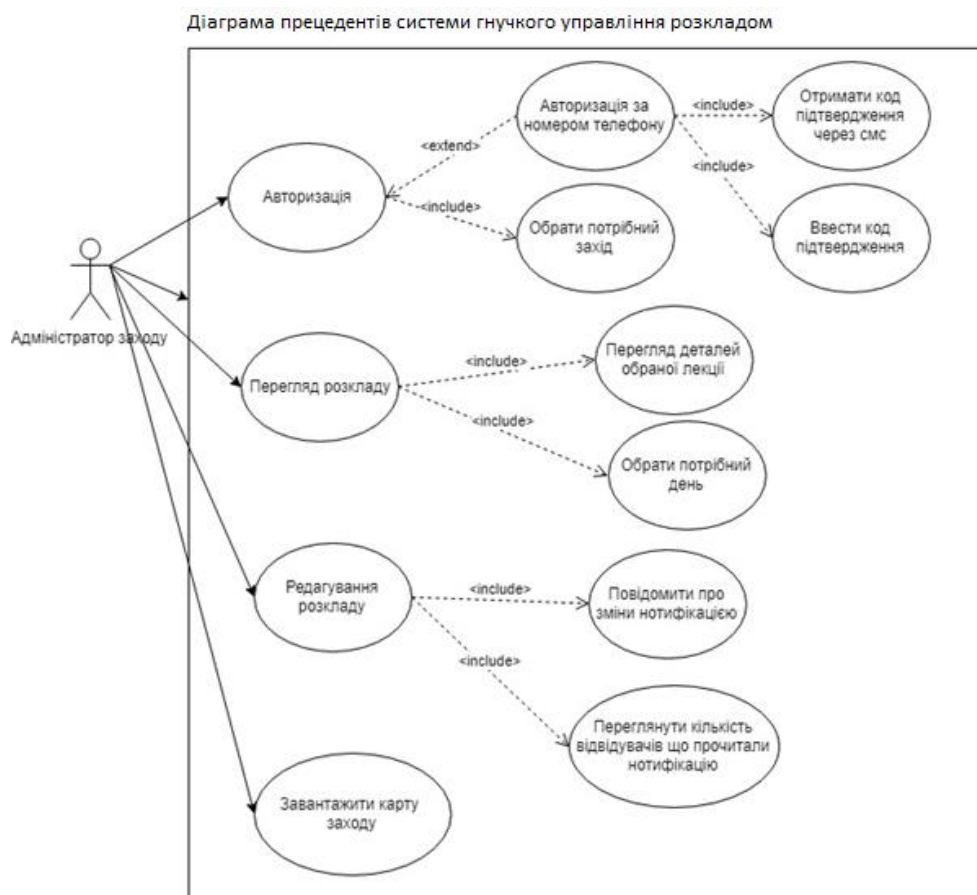 Діаграма прецедентів системи гнучкого управління розкладом
Авторизація за
номером телефону
<include>
Отримати код
підтвердження
через смс
<extend>
Авторизація
<include>
<include>
Обрати потрібний
захід
Ввести код
підтвердження
Адміністратор заходу
Перегляд розкладу
<include>
Перегляд деталей
обраної лекції
<include>
Обрати потрібний
день
Редагування
розкладу
<include>
Повідомити про
зміни нотифікацією
<include>
Переглянути кількість
відвідувачів що прочитали
нотифікацію
Завантажити карту
заходу